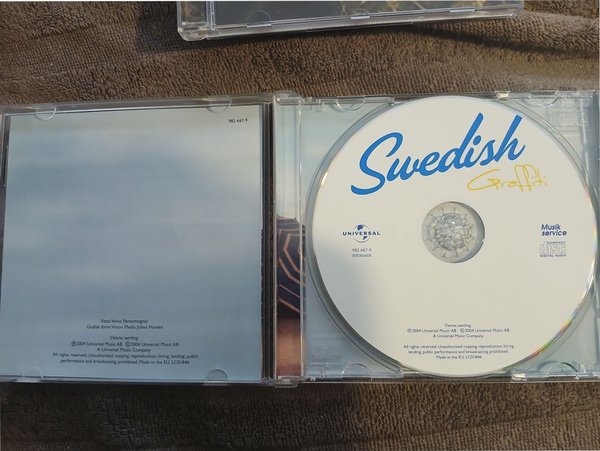 982 667-9
Foto: Volvo Personvagnar
Grafisk form: Vision Media Johan Hansen
Denna samling
Ⓟ 2004 Universal Music AB © 2004 Universal Music AB
A Universal Music Company
All rights reserved. Unauthorised copying, reproduction, hiring, lending, public
performance and broadcasting prohibited. Made in the EU. LC01846
Swedish
Graffiti
UNIVERSAL
982 667-9
Musik
service
COMPACT
disc
DIGITAL AUDIO
Denna samling
Ⓟ 2004 Universal Music AB © 2004 Universal Music AB
A Universal Music Company
All rights reserved. Unauthorised copying, reproduction, hiring,
lending, public performance and broadcasting prohibited.
Made in the EU. LC01846